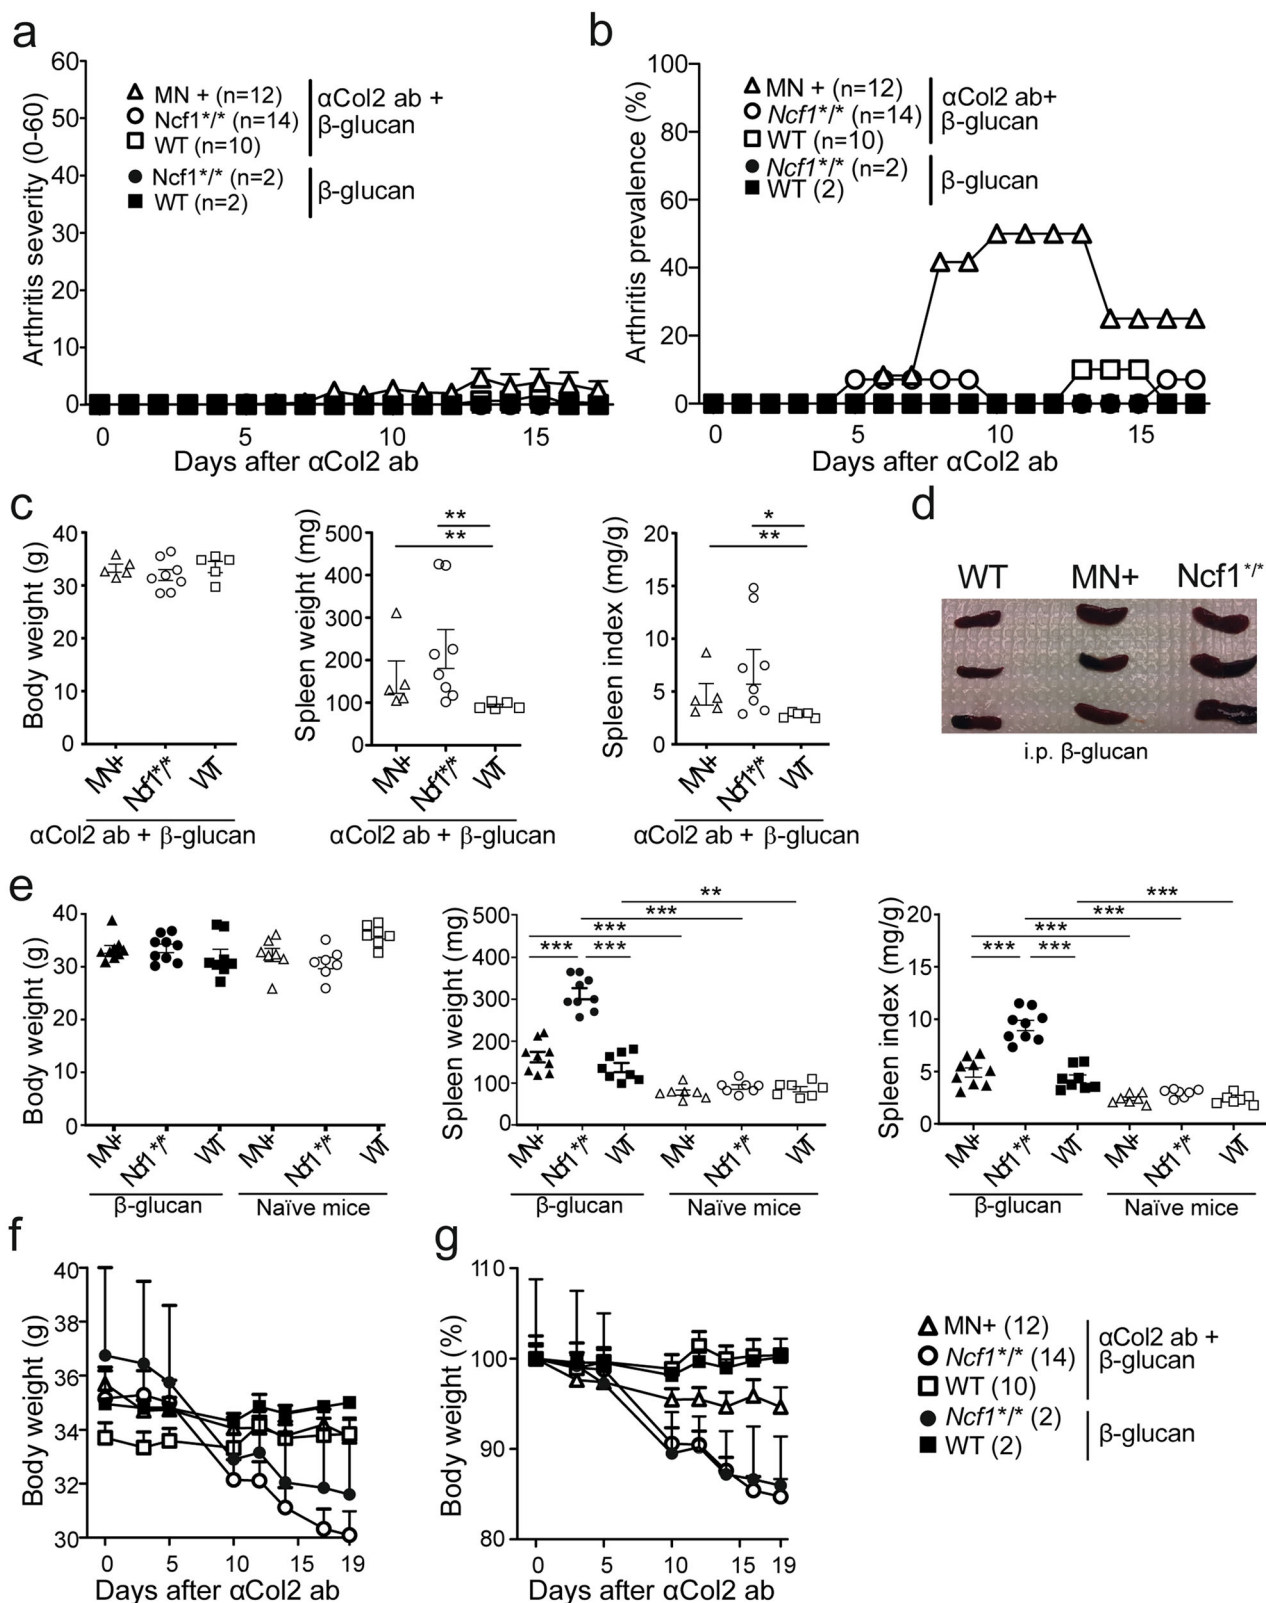 a
Arthritis severity (0-60)
60
50
40
30
20
10
0
MN + (n=12)
Ncf1*/* (n=14)
WT (n=10)
αCol2 ab +
β-glucan
Ncf1*/* (n=2)
WT (n=2)
β-glucan
0 5 10 15
Days after αCol2 ab
b
Arthritis prevalence (%)
100
80
60
40
20
0
MN + (n=12)
Ncf1*/* (n=14)
WT (n=10)
αCol2 ab+
β-glucan
Ncf1*/* (n=2)
WT (2)
β-glucan
0 5 10 15
Days after αCol2 ab
c
Body weight (g)
40
30
20
10
0
MN+ Ncf1*/* WT
αCol2 ab + β-glucan
Spleen weight (mg)
500
400
300
200
100
0
**
**
MN+ Ncf1*/* WT
αCol2 ab + β-glucan
Spleen index (mg/g)
20
15
10
5
0
*
**
MN+ Ncf1*/* WT
αCol2 ab + β-glucan
d
WT MN+ Ncf1*/*
i.p. β-glucan
e
Body weight (g)
40
30
20
10
0
MN+ Ncf1*/* WT MN+ Ncf1*/* WT
β-glucan Naïve mice
Spleen weight (mg)
500
400
300
200
100
0
**
***
***
*** ***
MN+ Ncf1*/* WT MN+ Ncf1*/* WT
β-glucan Naïve mice
Spleen index (mg/g)
20
15
10
5
0
***
***
***
*** ***
MN+ Ncf1*/* WT MN+ Ncf1*/* WT
β-glucan Naïve mice
f
Body weight (g)
40
38
36
34
32
30
0 5 10 15 19
Days after αCol2 ab
g
Body weight (%)
110
100
90
80
0 5 10 15 19
Days after αCol2 ab
MN+ (12)
Ncf1*/* (14)
WT (10)
αCol2 ab +
β-glucan
Ncf1*/* (2)
WT (2)
β-glucan